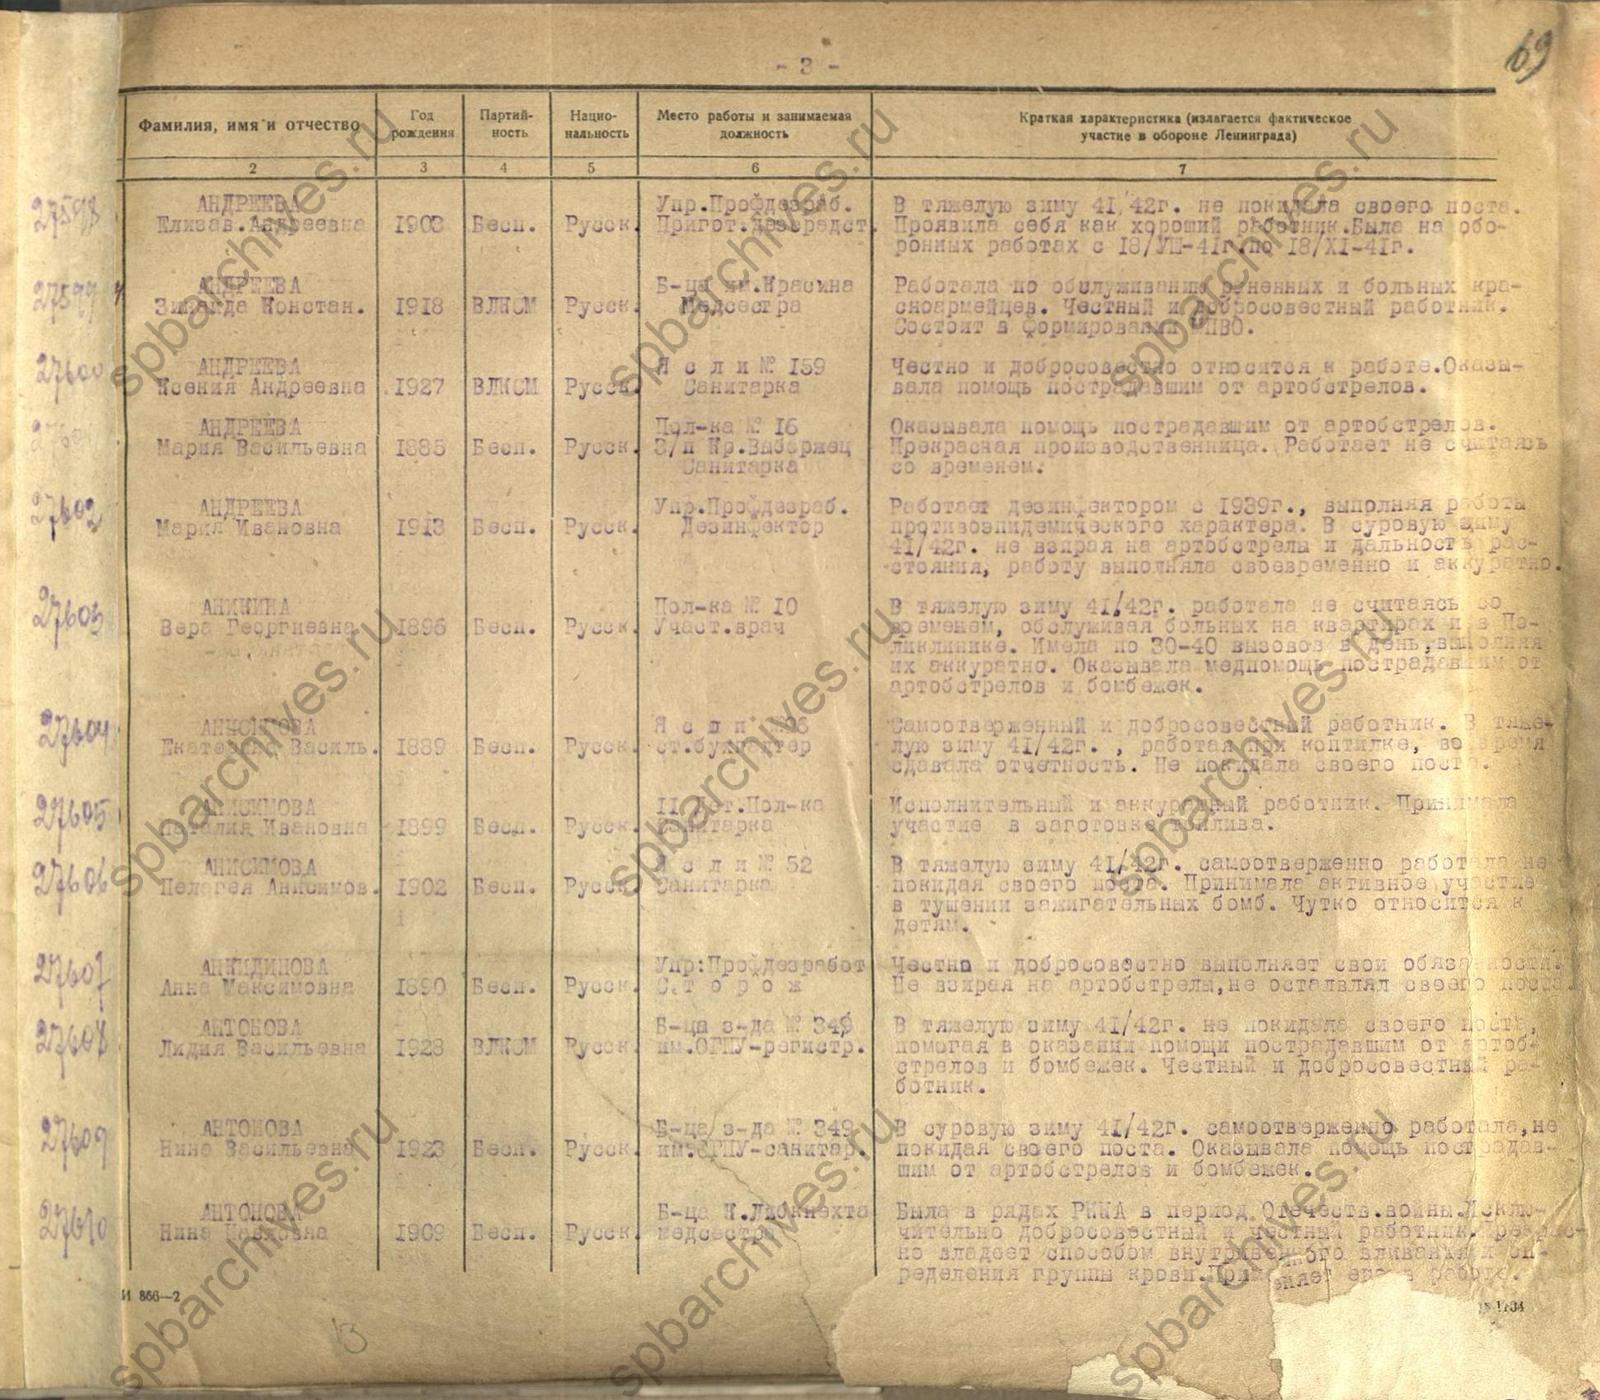 69
- 3 -
Фамилия, имя и отчество
Год рождения
Партий-ность
Нацио-нальность
Место работы и занимаемая должность
Краткая характеристика (излагается фактическое участие в обороне Ленинграда)
2 3 4 5 6 7
27598 АНДРЕЕВА Упр.Профдезраб. В тяжелую зиму 41/42г. не покидала своего поста.
Елизав.Андреевна 1903 Бесп. Русск. Пригот.дезсредст. Проявила себя как хороший работник.Была на обо-
ронных работах с 18/УШ-41г.по 18/XI-41г.
27599 АНДРЕЕВА Б-ца им.Красина Работала по обслуживанию раненных и больных кра-
Зинаида Констан. 1918 ВЛКСМ Русск. Медсестра сноармейцев. Честный и добросовестный работник.
Состоит в формировании МПВО.
27600 АНДРЕЕВА Я с л и № 159 Честно и добросовестно относится к работе.Оказы-
Ксения Андреевна 1927 ВЛКСМ Русск. Санитарка вала помощь пострадавшим от артобстрелов.
АНДРЕЕВА Пол-ка № 16 Оказывала помощь пострадавшим от артобстрелов.
Мария Васильевна 1885 Бесп. Русск. З/п Кр.Выборжец Прекрасная производственница. Работает не считаясь
Санитарка со временем.
27602 АНДРЕЕВА Упр.Профдезраб. Работает дезинфектором с 1939г., выполняя работы
Мария Ивановна 1913 Бесп. Русск. Дезинфектор противоэпидемического характера. В суровую зиму
41/42г. не взирая на артобстрелы и дальность рас-
стояния, работу выполняла своевременно и аккуратно.
27603 АНИКИНА Пол-ка № 10 В тяжелую зиму 41/42г. работала не считаясь со
Вера Георгиевна 1896 Бесп. Русск. Участ.врач временем, обслуживая больных на квартирах и в По-
ликлинике. Имела по 30-40 вызовов в день,выполняя
их аккуратно. Оказывала медпомощь пострадавшим от
артобстрелов и бомбежек.
27604 АНИСИМОВА Я с л и № 26 Самоотверженный и добросовестный работник. В тяже-
Екатерина Василь. 1889 Бесп. Русск. ст.бухгалтер лую зиму 41/42г. , работая при коптилке, во время
сдавала отчетность. Не покидала своего поста.
27605 АНИСИМОВА 11 Дет.Пол-ка Исполнительный и аккуратный работник. Принимала
Наталия Ивановна 1899 Бесп. Русск. Санитарка участие в заготовке топлива.
27606 АНИСИМОВА Я с л и № 52 В тяжелую зиму 41/42г. самоотверженно работала не
Пелагея Анисимов. 1902 Бесп. Русск. Санитарка покидая своего поста. Принимала активное участие
в тушении зажигательных бомб. Чутко относится к
детям.
27607 АНКИДИНОВА Упр:Профдезработ Честно и добросовестно выполняет свои обязанности.
Анна Максимовна 1890 Бесп. Русск. С т о р о ж Не взирая на артобстрелы,не оставлял своего поста.
27608 АНТОНОВА Б-ца з-да № 349 В тяжелую зиму 41/42г. не покидала своего поста,
Лидия Васильевна 1923 ВЛКСМ Русск. им.ОГПУ-регистр. помогая в оказании помощи пострадавшим от артоб-
стрелов и бомбежек. Честный и добросовестный ра-
ботник.
27609 АНТОНОВА Б-ца з-да № 349 В суровую зиму 41/42г. самоотверженно работала,не
Нина Васильевна 1923 Бесп. Русск. им.ОГПУ-санитар. покидая своего поста. Оказывала помощь пострадав-
шим от артобстрелов и бомбежек.
27610 АНТОНОВА Б-ца К.Либкнехта Была в рядах РККА в период Отечеств.войны.Исклю-
Нина Павловна 1909 Бесп. Русск. медсестра чительно добросовестный и честный работник.Прекрас-
но владеет способом внутривенного вливания и оп-
ределения группы крови.Применяет его в работе.
И 866—2
13
spbarchives.ru